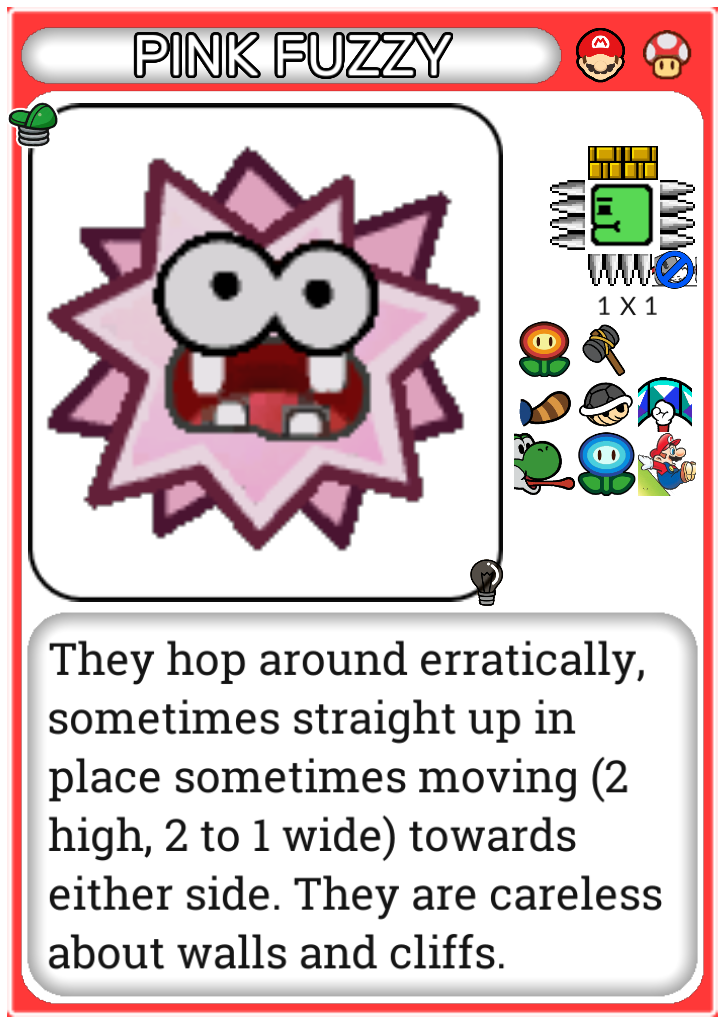 PINK FUZZY
1 X 1
They hop around erratically,
sometimes straight up in
place sometimes moving (2
high, 2 to 1 wide) towards
either side. They are careless
about walls and cliffs.